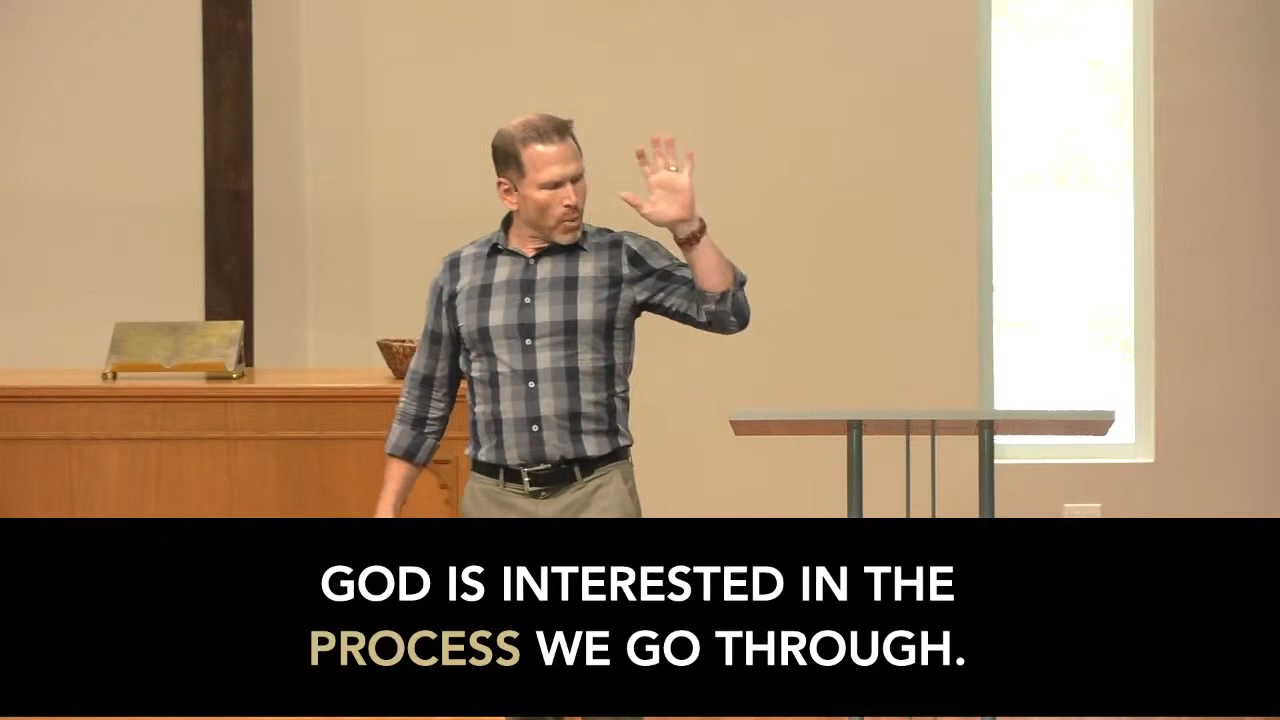 GOD IS INTERESTED IN THE
PROCESS WE GO THROUGH.